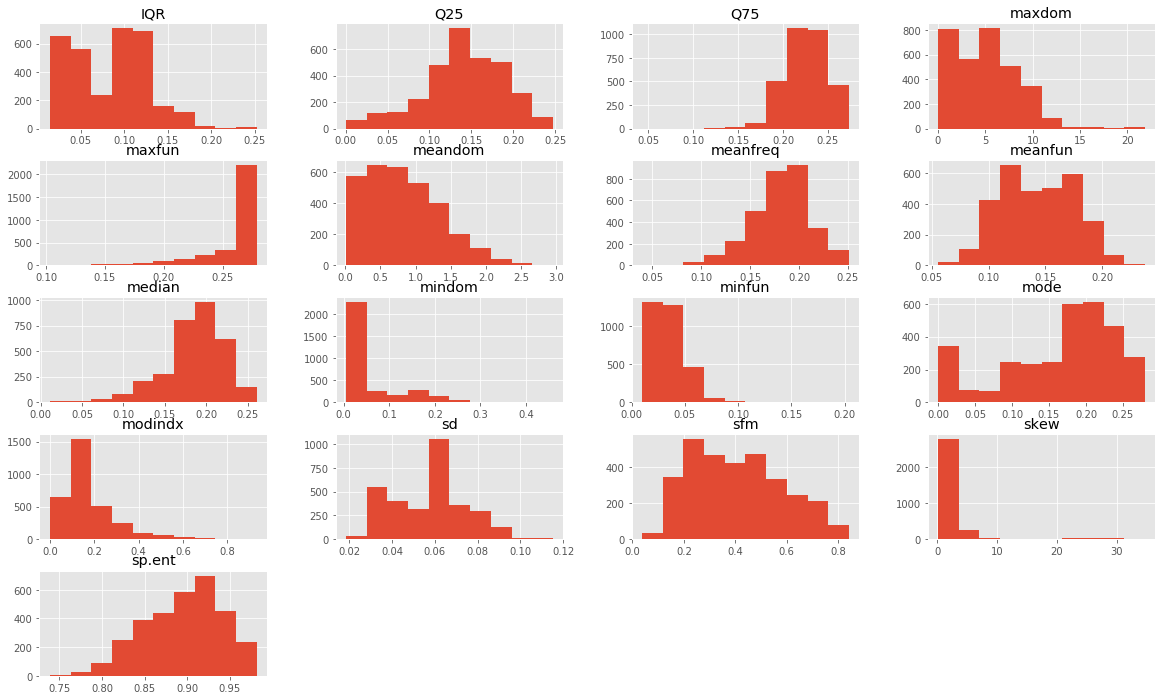 IQR Q25 Q75 maxdom
600 400 200 0
600 400 200 0
1000 750 500 250 0
800 600 400 200 0
0.05 0.10 0.15 0.20 0.25
0.00 0.05 0.10 0.15 0.20 0.25
0.05 0.10 0.15 0.20 0.25
0 5 10 15 20
maxfun meandom meanfreq meanfun
2000 1500 1000 500 0
600 400 200 0
800 600 400 200 0
600 400 200 0
0.10 0.15 0.20 0.25
0.0 0.5 1.0 1.5 2.0 2.5 3.0
0.05 0.10 0.15 0.20 0.25
0.05 0.10 0.15 0.20
median mindom minfun mode
1000 750 500 250 0
2000 1500 1000 500 0
1000 500 0
600 400 200 0
0.00 0.05 0.10 0.15 0.20 0.25
0.0 0.1 0.2 0.3 0.4
0.00 0.05 0.10 0.15 0.20
0.00 0.05 0.10 0.15 0.20 0.25
modindx sd sfm skew
1500 1000 500 0
1000 750 500 250 0
400 200 0
2000 1000 0
0.0 0.2 0.4 0.6 0.8
0.02 0.04 0.06 0.08 0.10 0.12
0.0 0.2 0.4 0.6 0.8
0 10 20 30
sp.ent
600 400 200 0
0.75 0.80 0.85 0.90 0.95